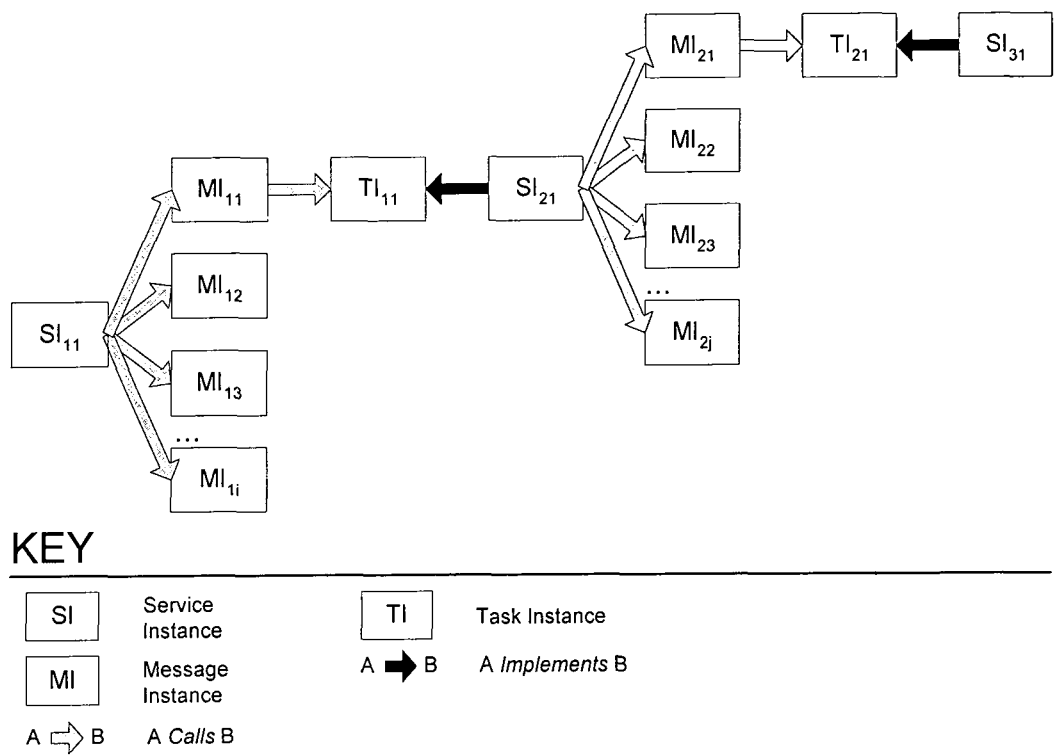 MI21 TI21 SI31
MI22
MI11 TI11 SI21
MI23
MI12
...
SI11
MI2j
MI13
...
MI1i
KEY
SI Service Instance TI Task Instance
MI Message Instance A B A Implements B
A B A Calls B